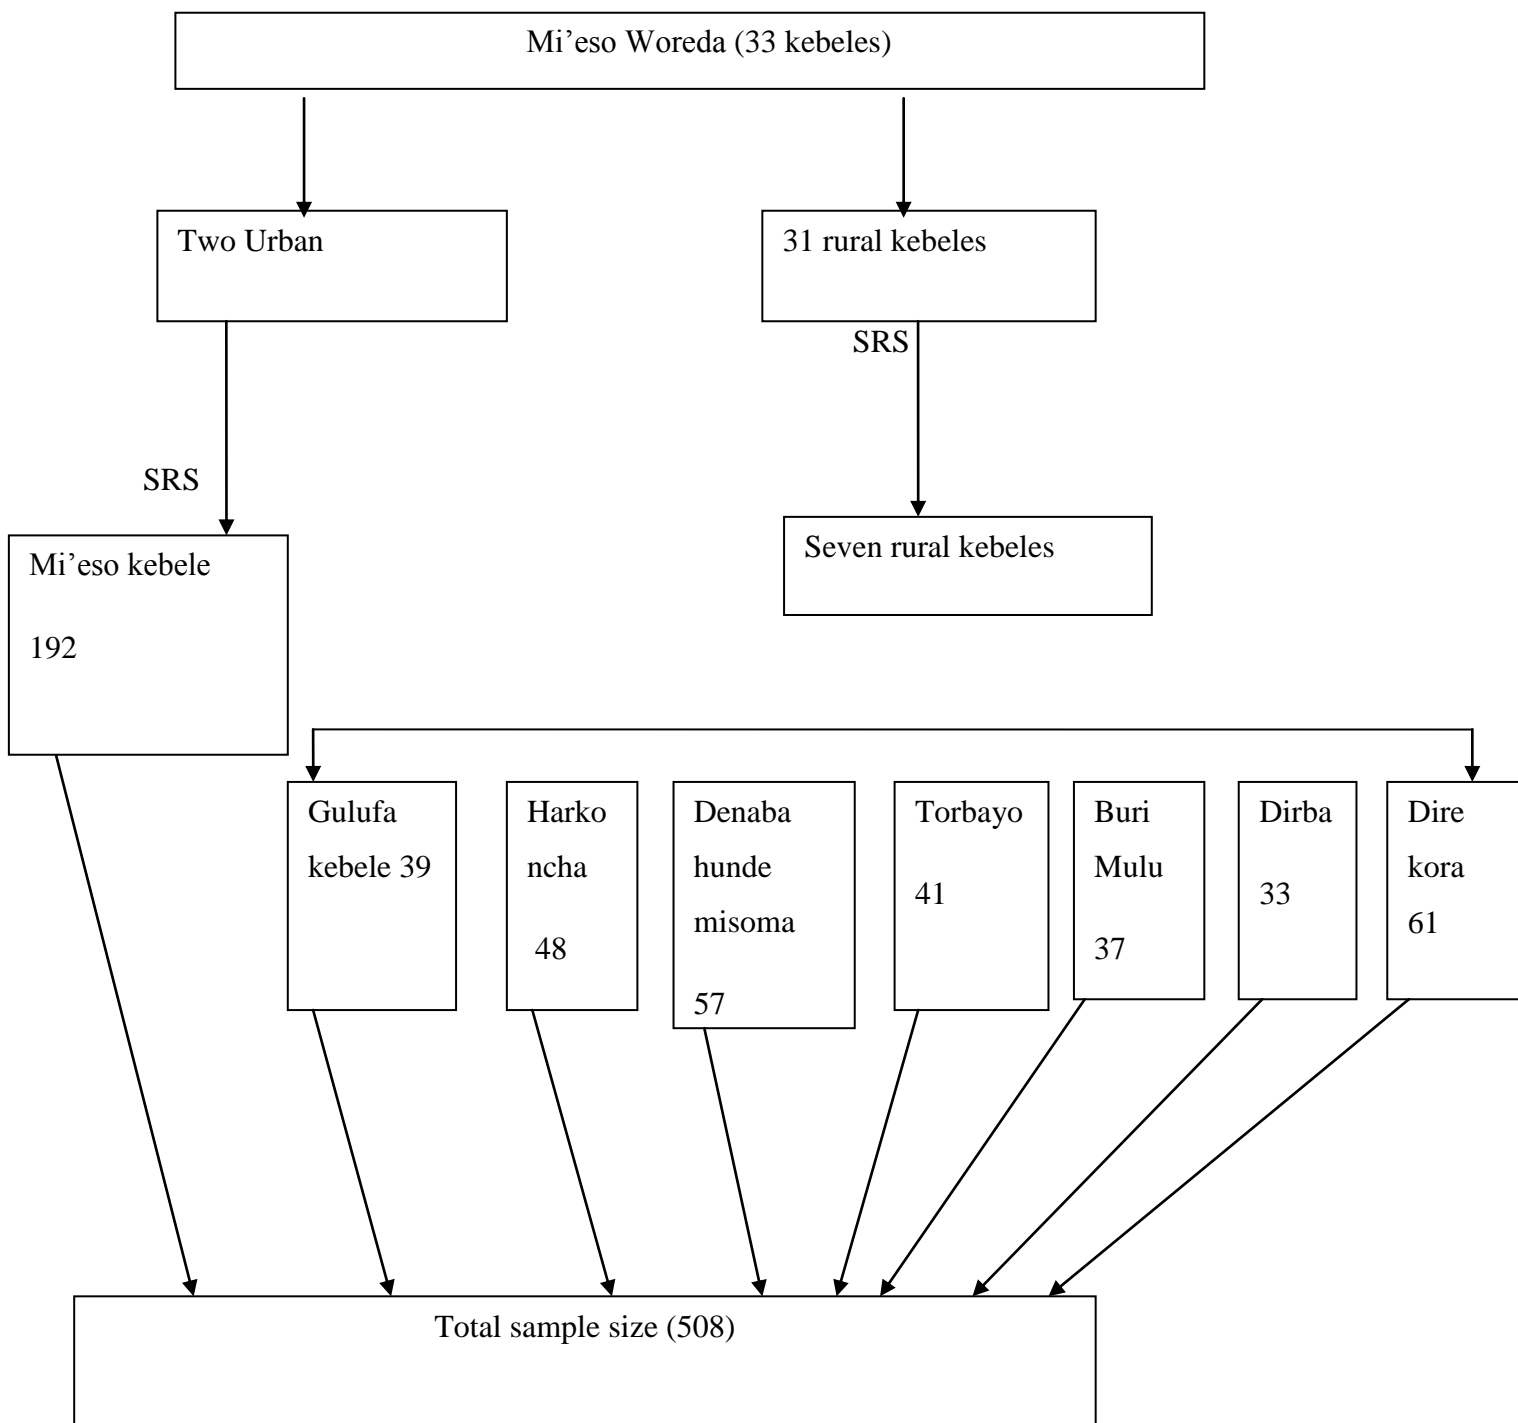 Mi’eso Woreda (33 kebeles)
Two Urban
31 rural kebeles
SRS
SRS
Seven rural kebeles
Mi’eso kebele
192
Gulufa
kebele 39
Harko
ncha
48
Denaba
hunde
misoma
57
Torbayo
41
Buri
Mulu
37
Dirba
33
Dire
kora
61
Total sample size (508)